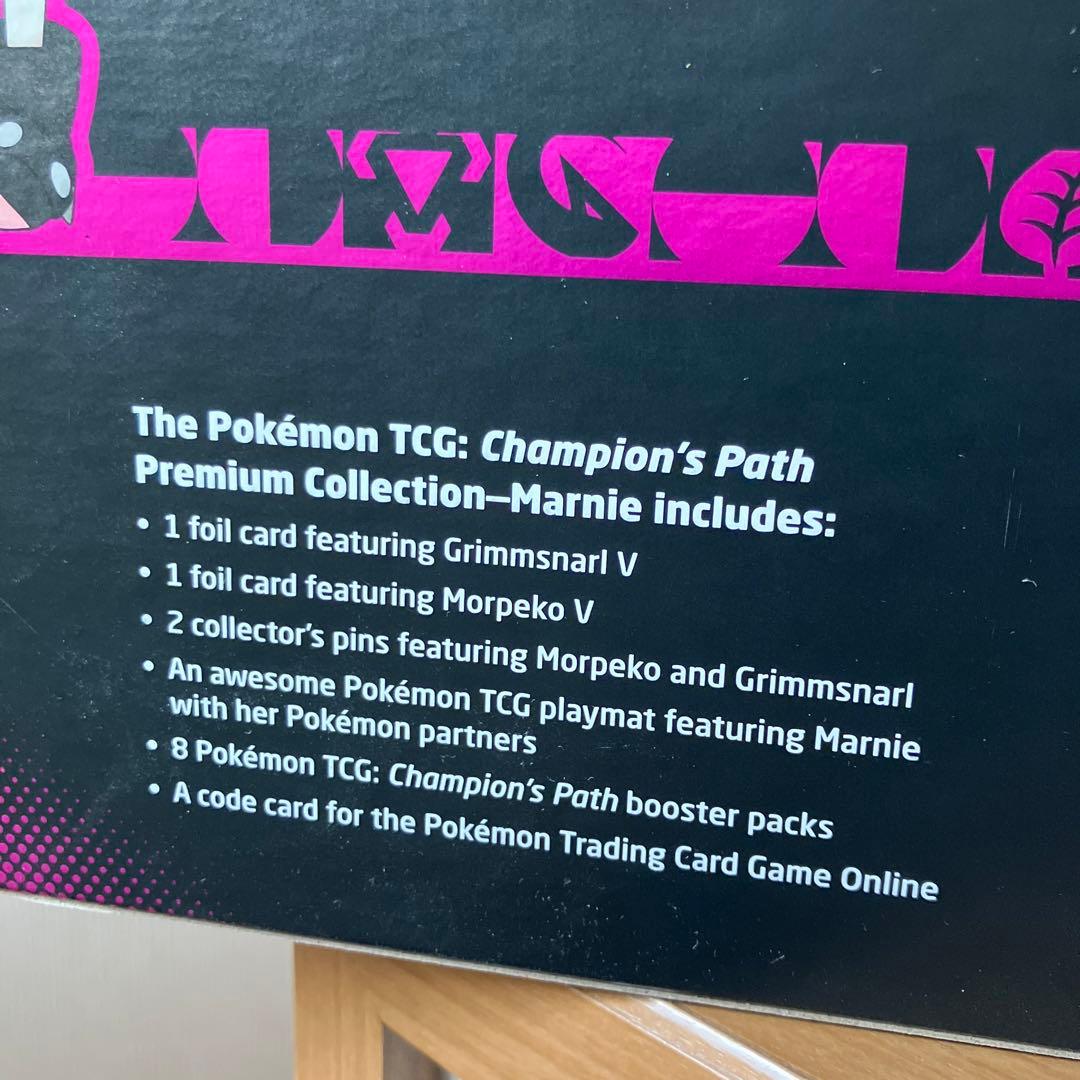 The Pokémon TCG: Champion's Path
Premium Collection—Marnie includes:
• 1 foil card featuring Grimmsnarl V
• 1 foil card featuring Morpeko V
• 2 collector's pins featuring Morpeko and Grimmsnarl
• An awesome Pokémon TCG playmat featuring Marnie
with her Pokémon partners
• 8 Pokémon TCG: Champion's Path booster packs
• A code card for the Pokémon Trading Card Game Online